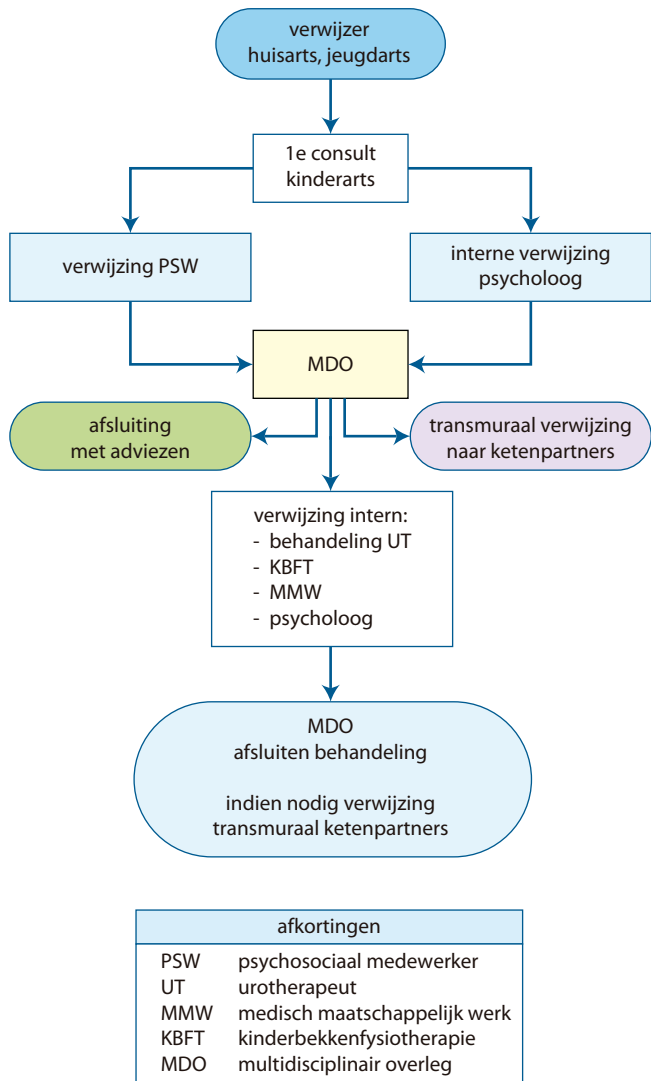 verwijzer
huisarts, jeugdarts
1e consult
kinderarts
verwijzing PSW
interne verwijzing
psycholoog
MDO
afsluiting
met adviezen
transmuraal verwijzing
naar ketenpartners
verwijzing intern:
- behandeling UT
- KBFT
- MMW
- psycholoog
MDO
afsluiten behandeling
indien nodig verwijzing
transmuraal ketenpartners
afkortingen
PSW psychosociaal medewerker
UT urotherapeut
MMW medisch maatschappelijk werk
KBFT kinderbekkenfysiotherapie
MDO multidisciplinair overleg